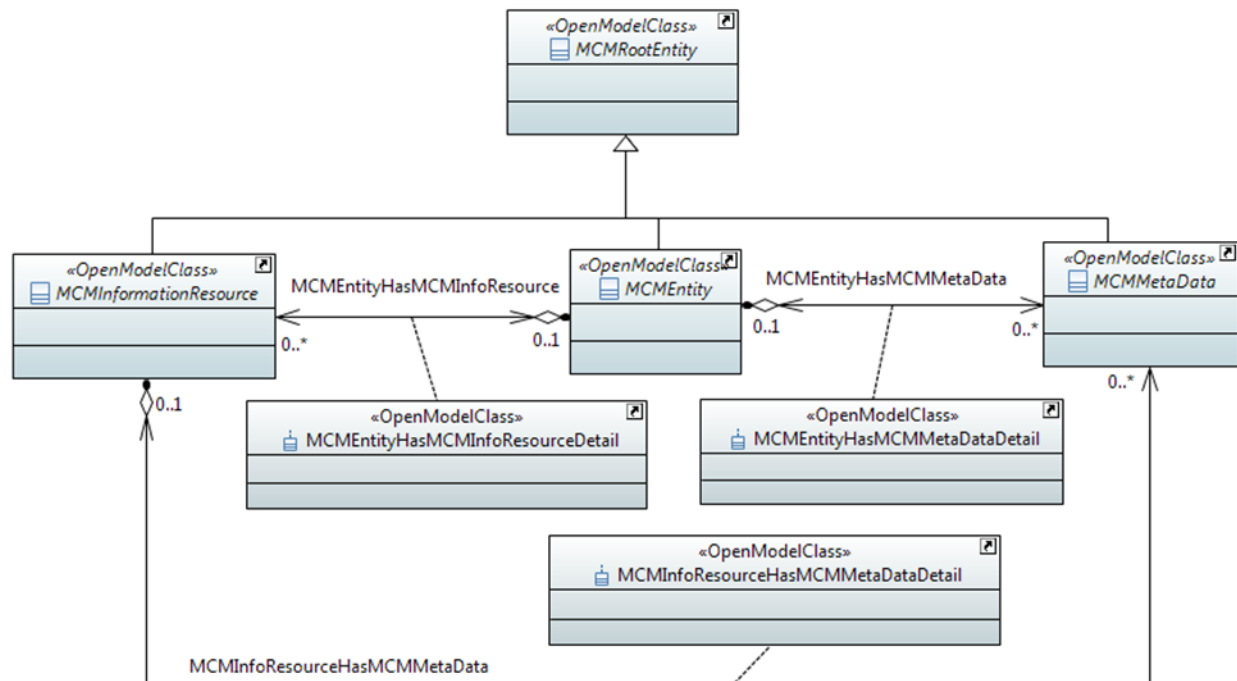 «OpenModelClass»
MCMRootEntity
«OpenModelClass»
MCMInformationResource
MCMEntityHasMCMInfoResource
«OpenModelClass»
MCMEntity
MCMEntityHasMCMMetaData
«OpenModelClass»
MCMMetaData
0..*
0..1
0..1
0..*
0..1
0..*
«OpenModelClass»
MCMEntityHasMCMInfoResourceDetail
«OpenModelClass»
MCMEntityHasMCMMetaDataDetail
«OpenModelClass»
MCMInfoResourceHasMCMMetaDataDetail
MCMInfoResourceHasMCMMetaData